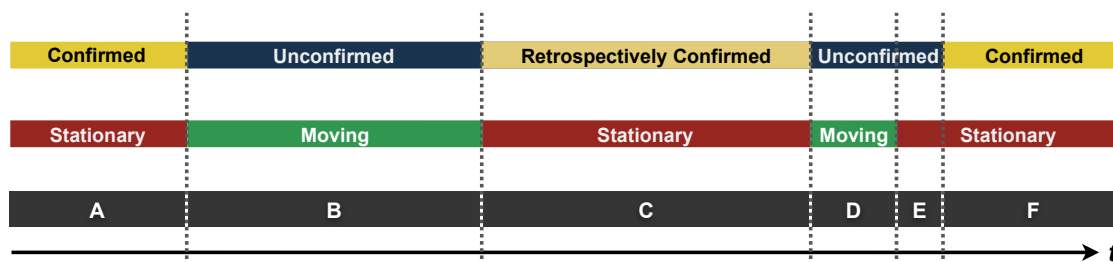 Confirmed Unconfirmed Retrospectively Confirmed Unconfirmed Confirmed
Stationary Moving Stationary Moving Stationary
A B C D E F
t